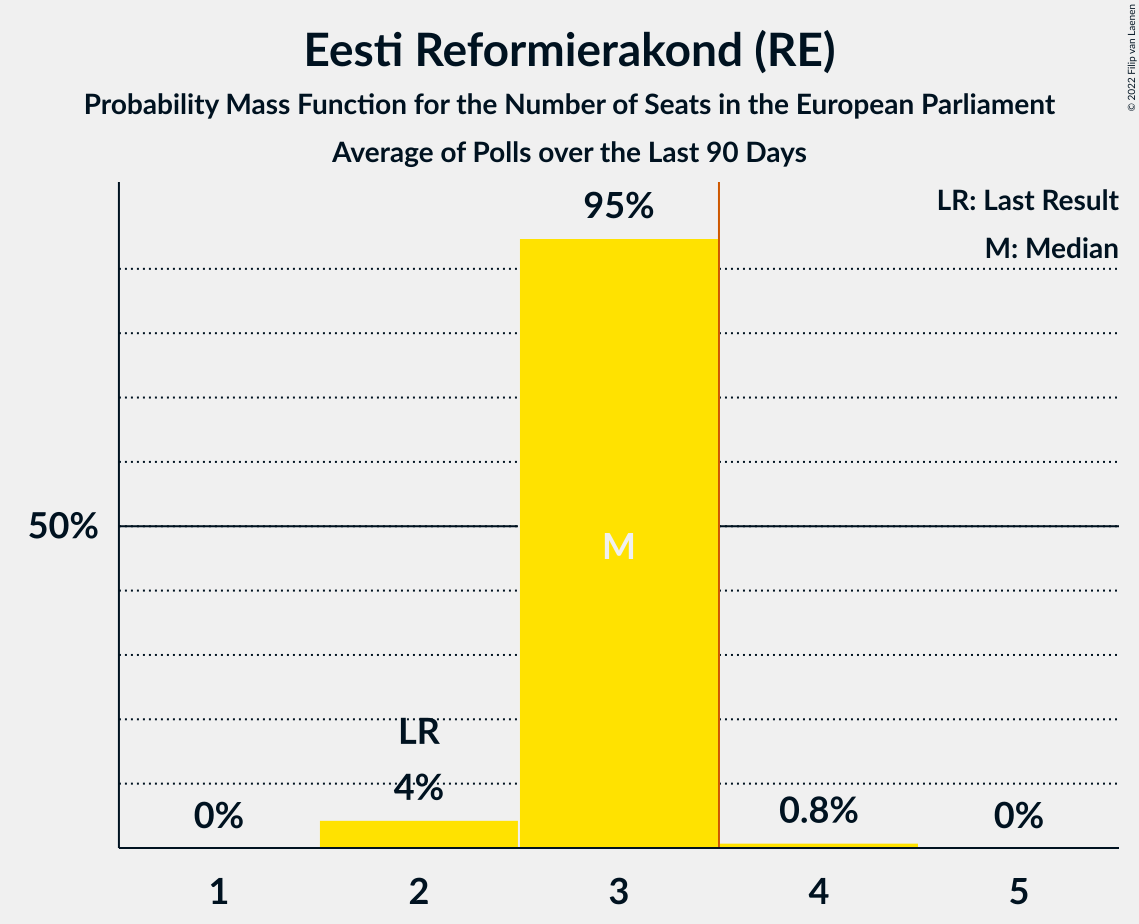 Eesti Reformierakond (RE)
Probability Mass Function for the Number of Seats in the European Parliament
Average of Polls over the Last 90 Days
© 2022 Filip van Laenen
LR: Last Result
M: Median
95%
50%
M
LR
4%
0%
0.8%
0%
1 2 3 4 5